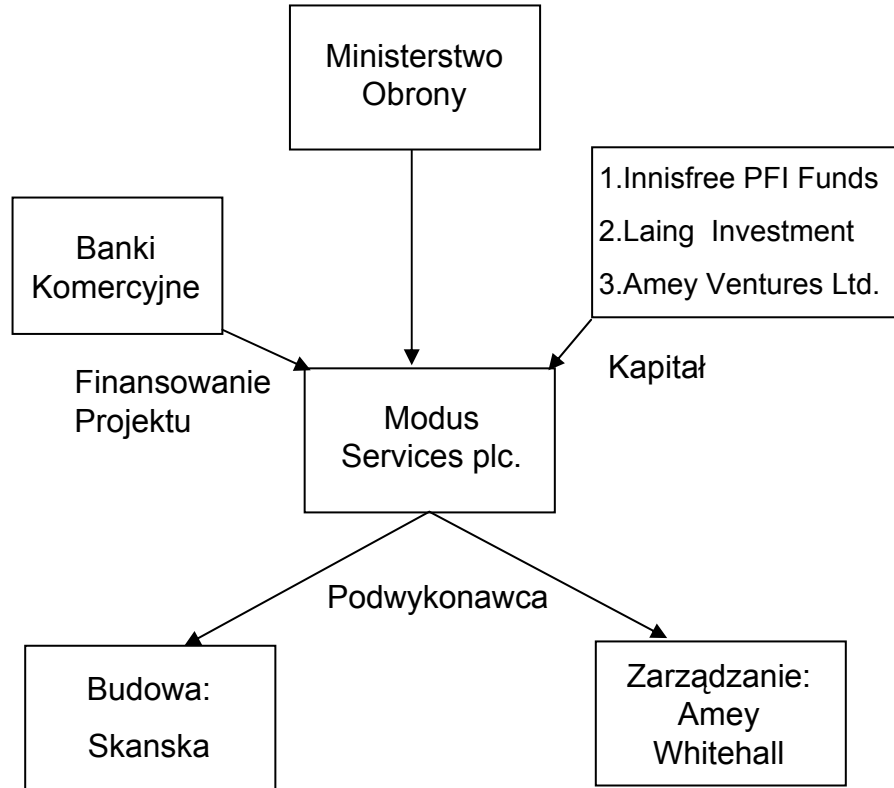 Ministerstwo
Obrony
1.Innisfree PFI Funds
2.Laing Investment
3.Amey Ventures Ltd.
Banki
Komercyjne
Finansowanie
Projektu
Kapitał
Modus
Services plc.
Podwykonawca
Budowa:
Skanska
Zarządzanie:
Amey
Whitehall